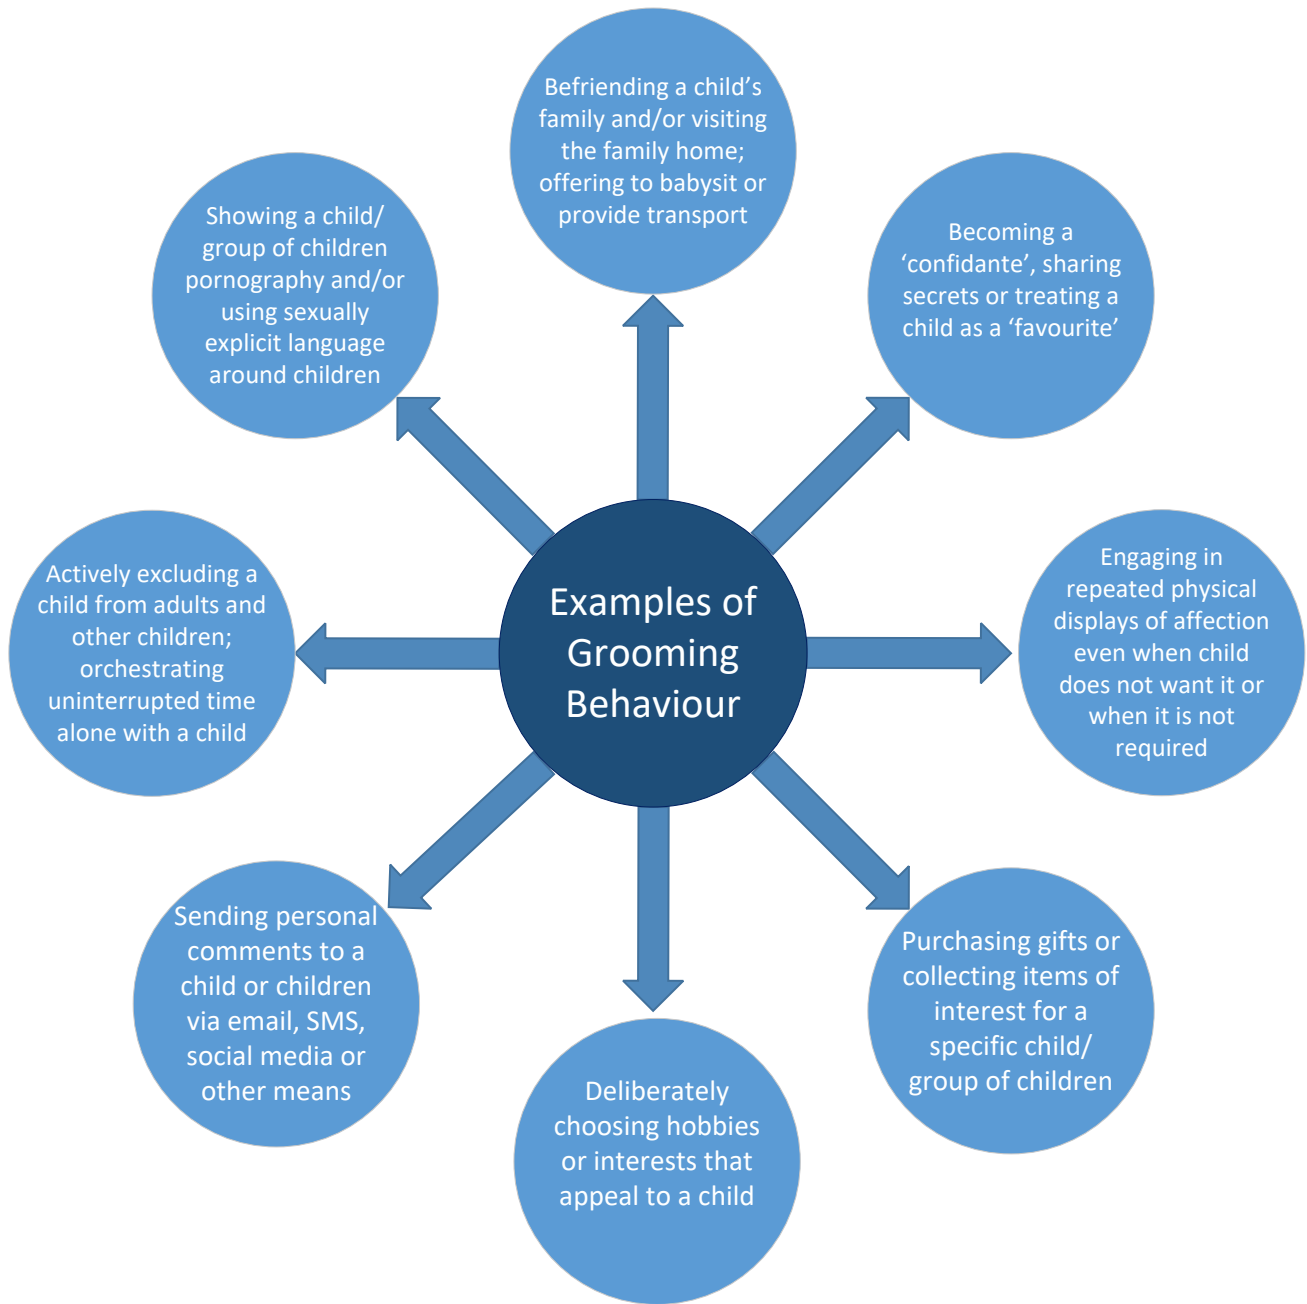 Examples of
Grooming
Behaviour
Befriending a child’s
family and/or visiting
the family home;
offering to babysit or
provide transport
Becoming a
‘confidante’, sharing
secrets or treating a
child as a ‘favourite’
Engaging in
repeated physical
displays of affection
even when child
does not want it or
when it is not
required
Purchasing gifts or
collecting items of
interest for a
specific child/
group of children
Deliberately
choosing hobbies
or interests that
appeal to a child
Sending personal
comments to a
child or children
via email, SMS,
social media or
other means
Actively excluding a
child from adults and
other children;
orchestrating
uninterrupted time
alone with a child
Showing a child/
group of children
pornography and/or
using sexually
explicit language
around children